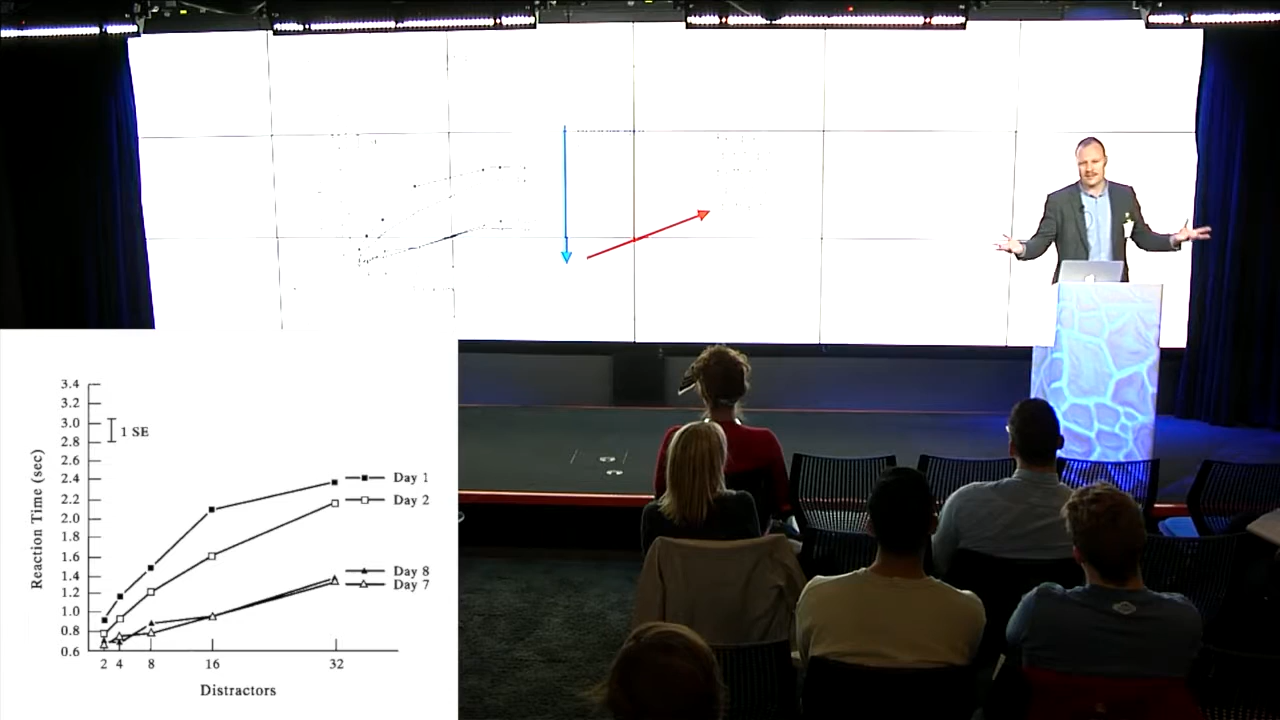 3.4
3.2
3.0
2.8
2.6
2.4
2.2
2.0
1.8
1.6
1.4
1.2
1.0
0.8
0.6
Reaction Time (sec)
1 SE
Day 1
Day 2
Day 8
Day 7
2 4 8 16 32
Distractors